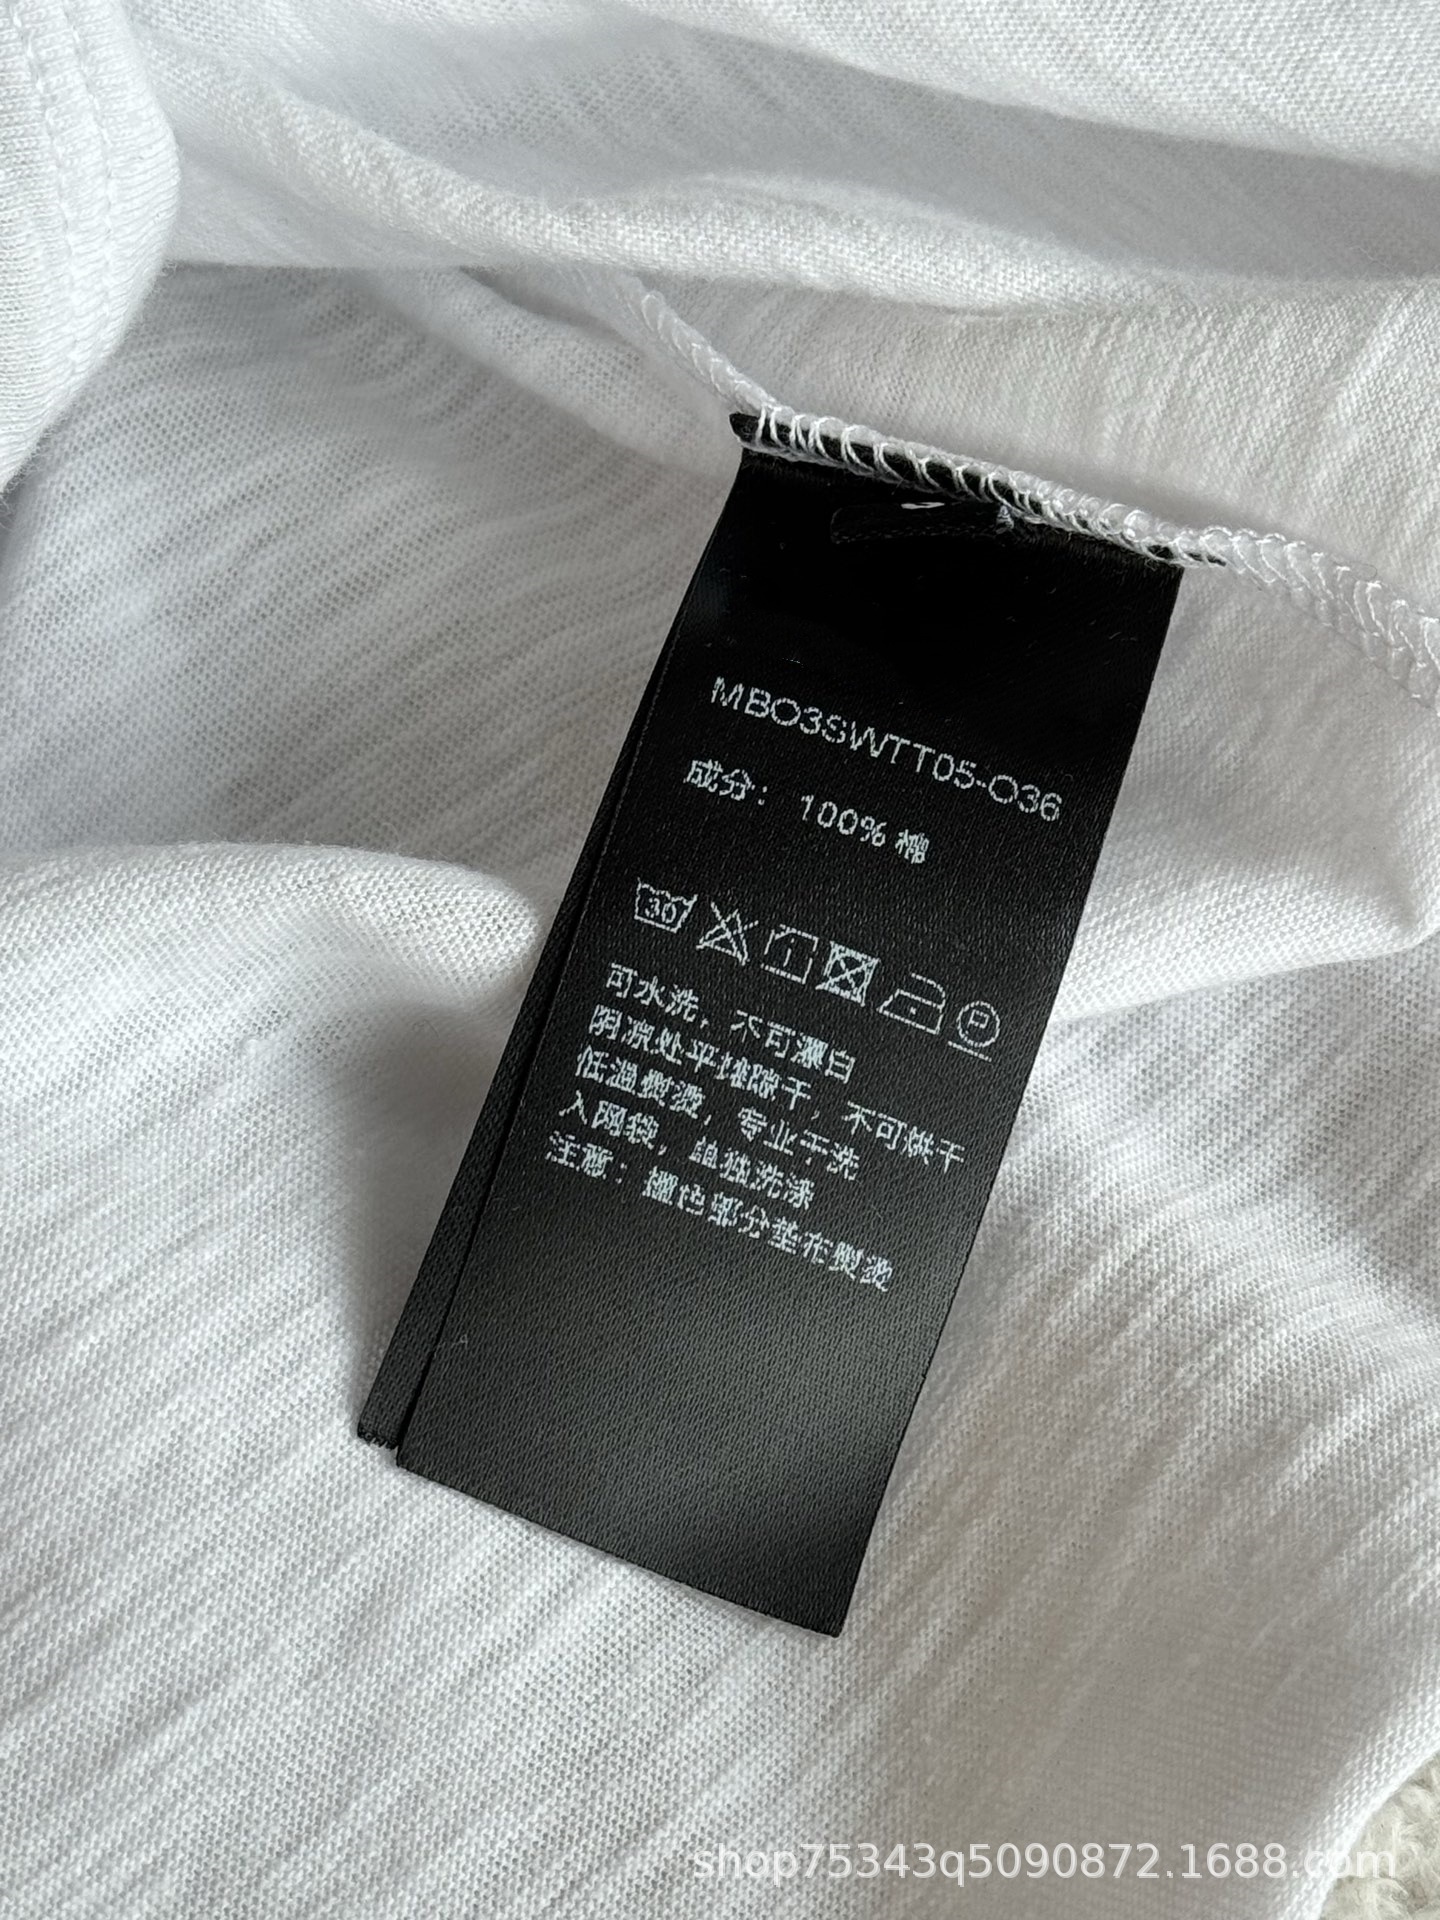 MBO3SWTT05-O36
成分：100% 棉
30
P
可水洗，不可漂白
阴凉处平摊晾干，不可烘干
低温熨烫，专业干洗
入网袋，单独洗涤
注意：撞色部分垫布熨烫
shop75343q5090872.1688.com